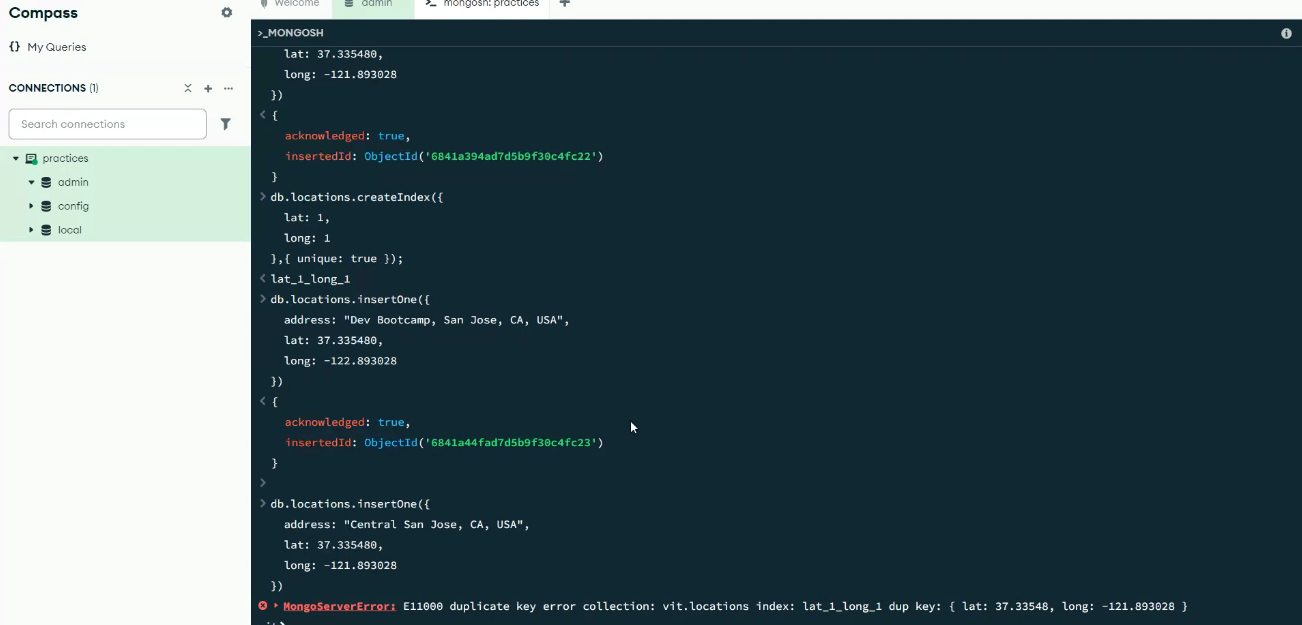 Compass
Welcome
admin
>_ mongosh: practices
+
{} My Queries
>_MONGOSH
CONNECTIONS (1)
Search connections
practices
admin
config
local
lat: 37.335480,
long: -121.893028
})
{
acknowledged: true,
insertedId: ObjectId('6841a394ad7d5b9f30c4fc22')
}
> db.locations.createIndex({
lat: 1,
long: 1
},{ unique: true });
< lat_1_long_1
> db.locations.insertOne({
address: "Dev Bootcamp, San Jose, CA, USA",
lat: 37.335480,
long: -122.893028
})
< {
acknowledged: true,
insertedId: ObjectId('6841a44fad7d5b9f30c4fc23')
}
>
> db.locations.insertOne({
address: "Central San Jose, CA, USA",
lat: 37.335480,
long: -121.893028
})
MongoServerError: E11000 duplicate key error collection: vit.locations index: lat_1_long_1 dup key: { lat: 37.33548, long: -121.893028 }